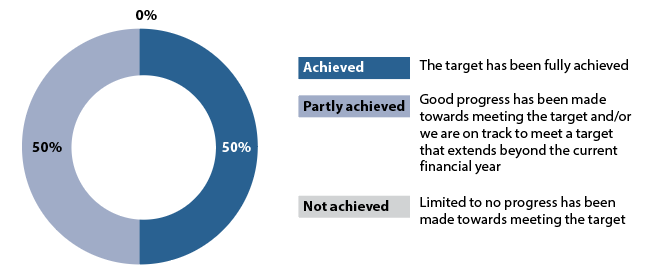 0%
50%
50%
Achieved
The target has been fully achieved
Partly achieved
Good progress has been made
towards meeting the target and/or
we are on track to meet a target
that extends beyond the current
financial year
Not achieved
Limited to no progress has been
made towards meeting the target